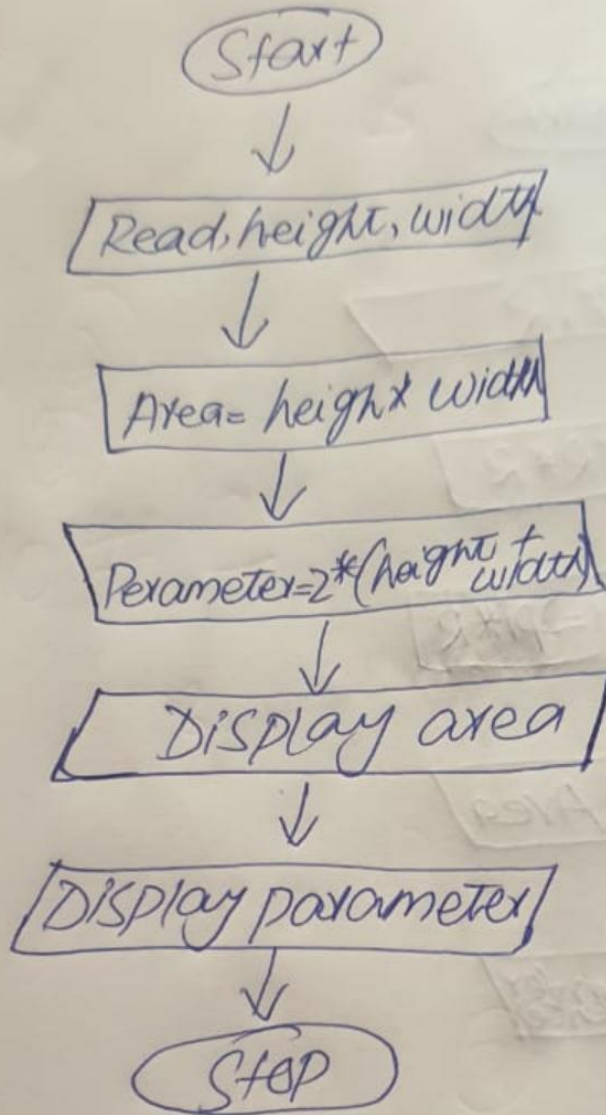 Start
Read, height, width
Area= height* width
Perameter=2*(height +
width)
Display area
Display parameter
Stop